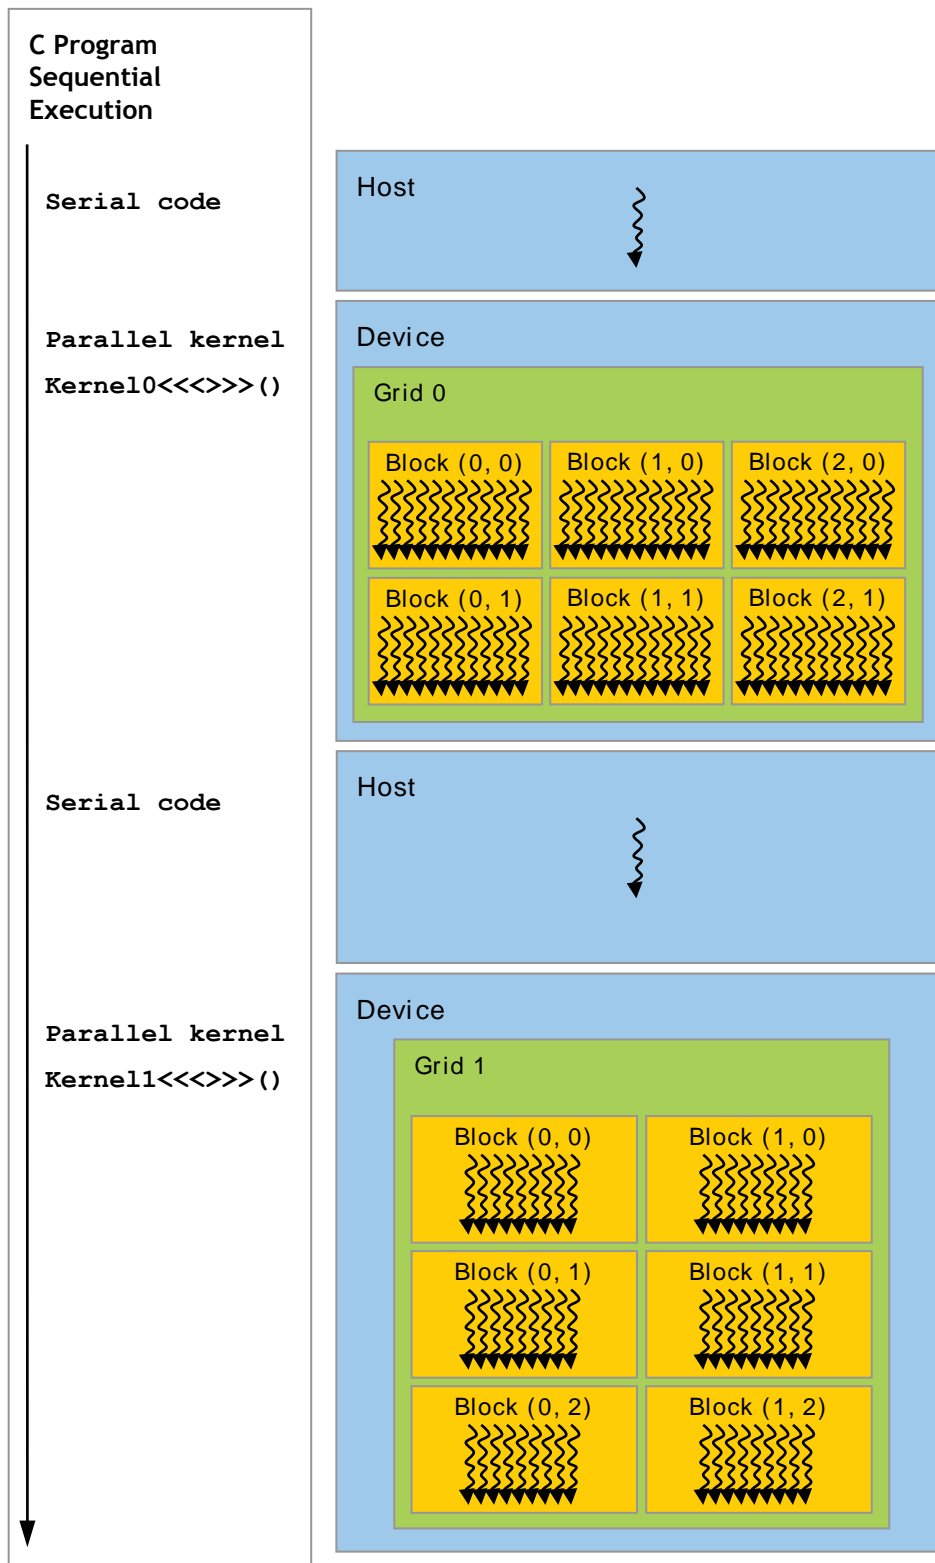 C Program
Sequential
Execution
Serial code
Host
Parallel kernel
Kernel0<<<>>>()
Device
Grid 0
Block (0, 0) Block (1, 0) Block (2, 0)
Block (0, 1) Block (1, 1) Block (2, 1)
Serial code
Host
Parallel kernel
Kernel1<<<>>>()
Device
Grid 1
Block (0, 0) Block (1, 0)
Block (0, 1) Block (1, 1)
Block (0, 2) Block (1, 2)